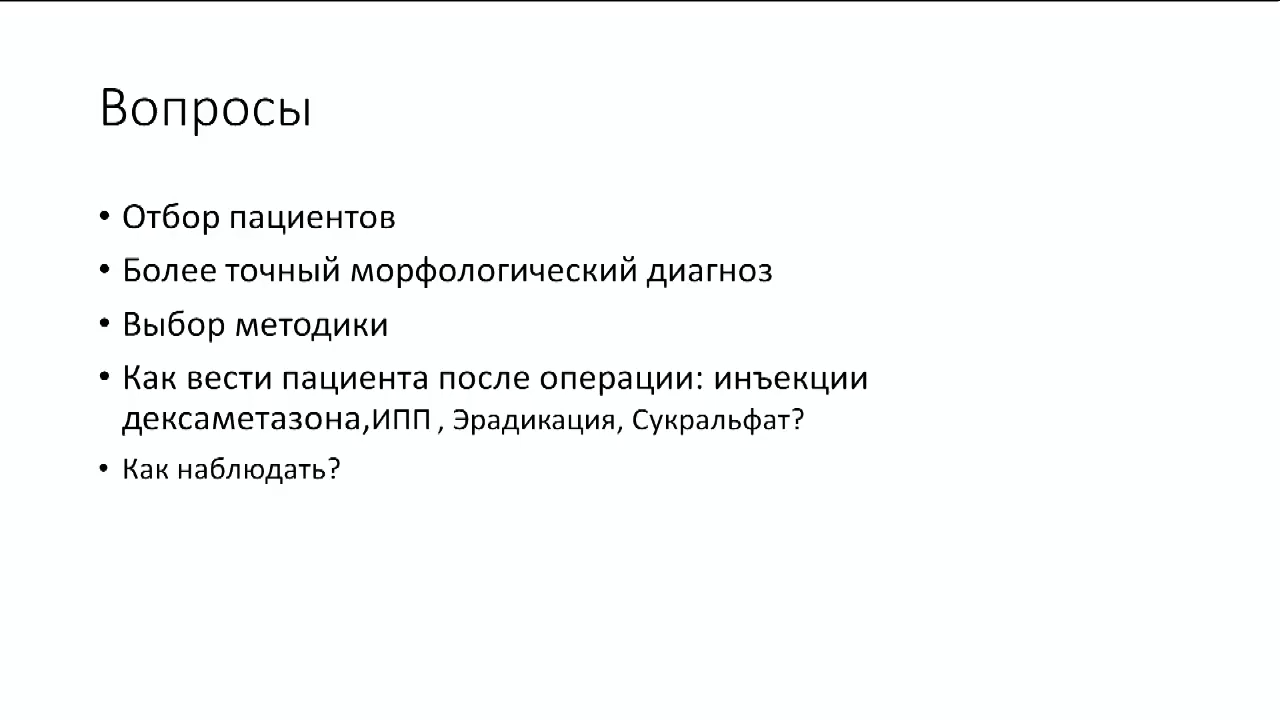 Вопросы
• Отбор пациентов
• Более точный морфологический диагноз
• Выбор методики
• Как вести пациента после операции: инъекции
дексаметазона,ИПП , Эрадикация, Сукральфат?
• Как наблюдать?